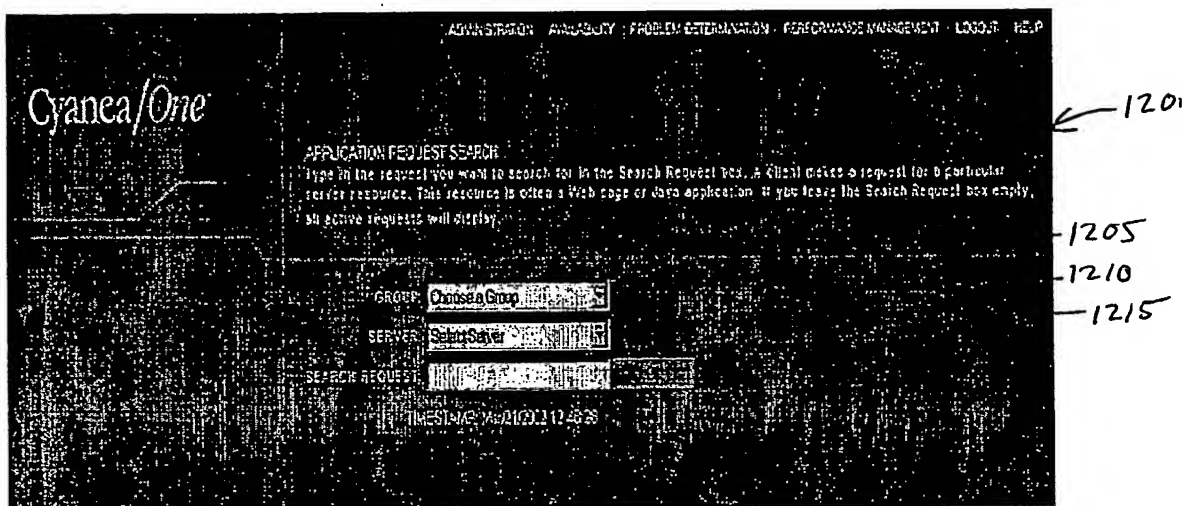 ADMINISTRATION AVAILABILITY PROBLEM DETERMINATION PERFORMANCE MANAGEMENT LOGOUT HELP
Cyanea/One
APPLICATION REQUEST SEARCH
Type in the request you want to search for in the Search Request box. A client makes a request for a particular
server resource. This resource is often a Web page or data application. If you leave the Search Request box empty,
all active requests will display.
GROUP Choose a Group
SERVER Select Server
SEARCH REQUEST
TIMESTAMP
1205
1210
1215